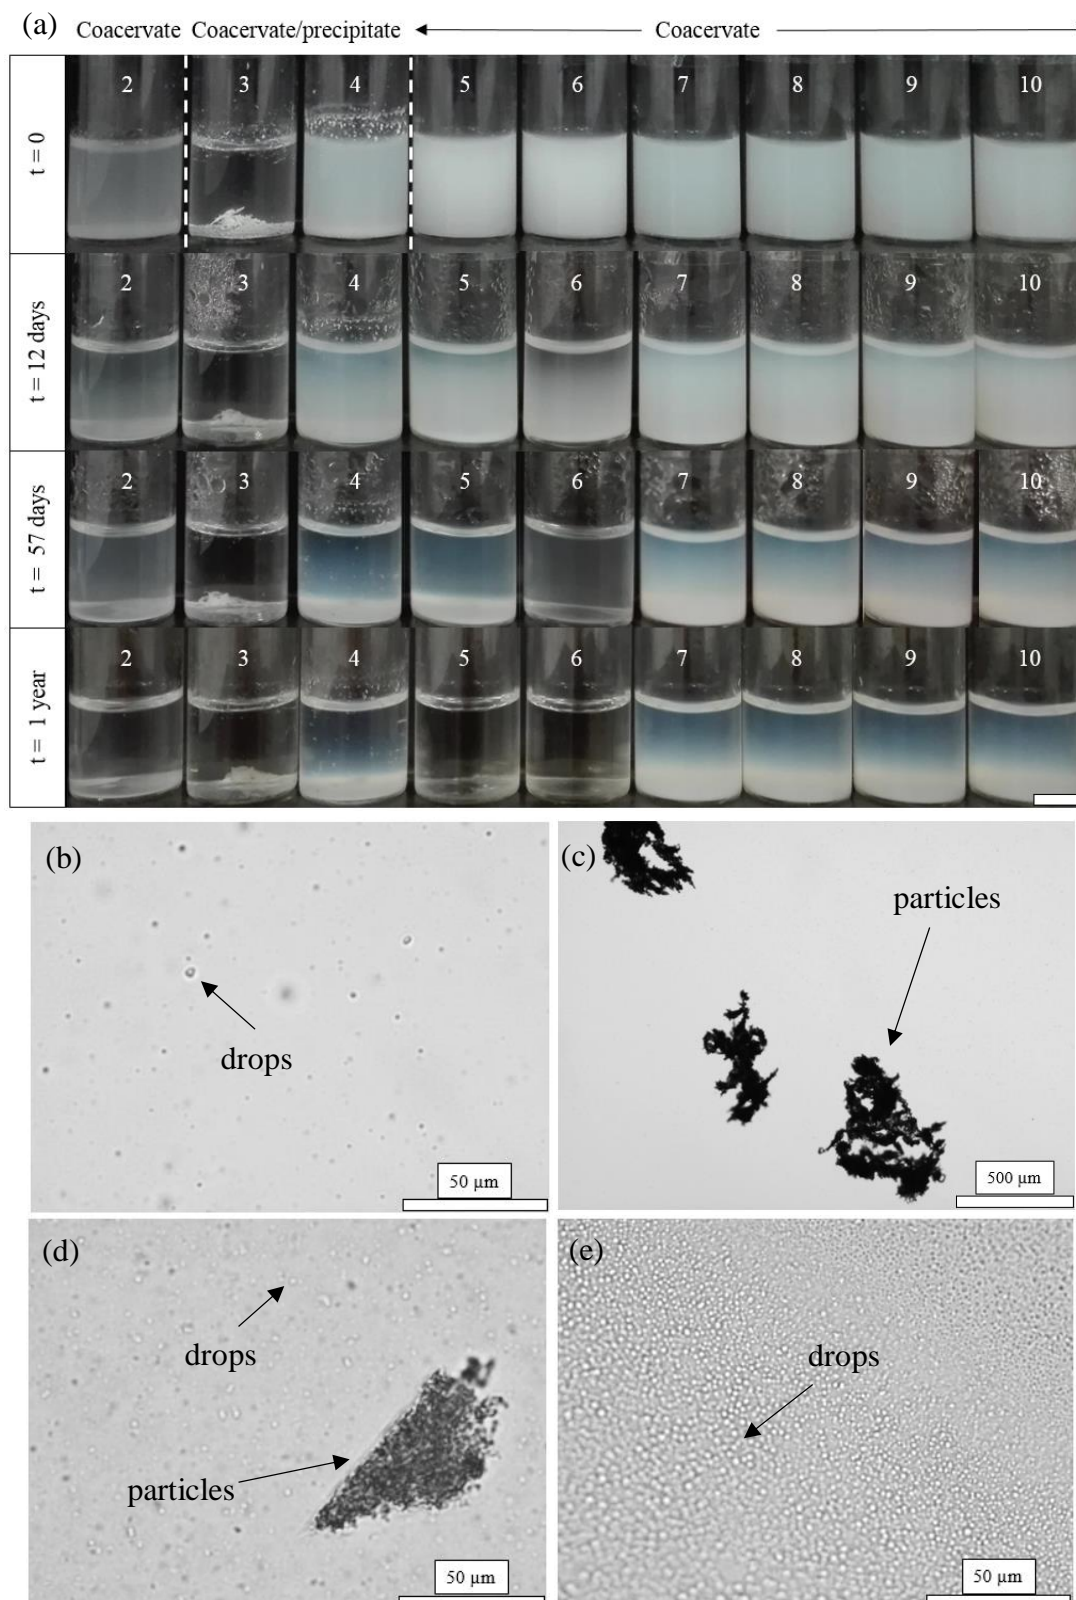 (a) Coacervate Coacervate/precipitate Coacervate
t = 0 2 3 4 5 6 7 8 9 10
t = 12 days 2 3 4 5 6 7 8 9 10
t = 57 days 2 3 4 5 6 7 8 9 10
t = 1 year 2 3 4 5 6 7 8 9 10
(b)
drops
50 µm
(c)
particles
500 µm
(d)
drops
particles
50 µm
(e)
drops
50 µm